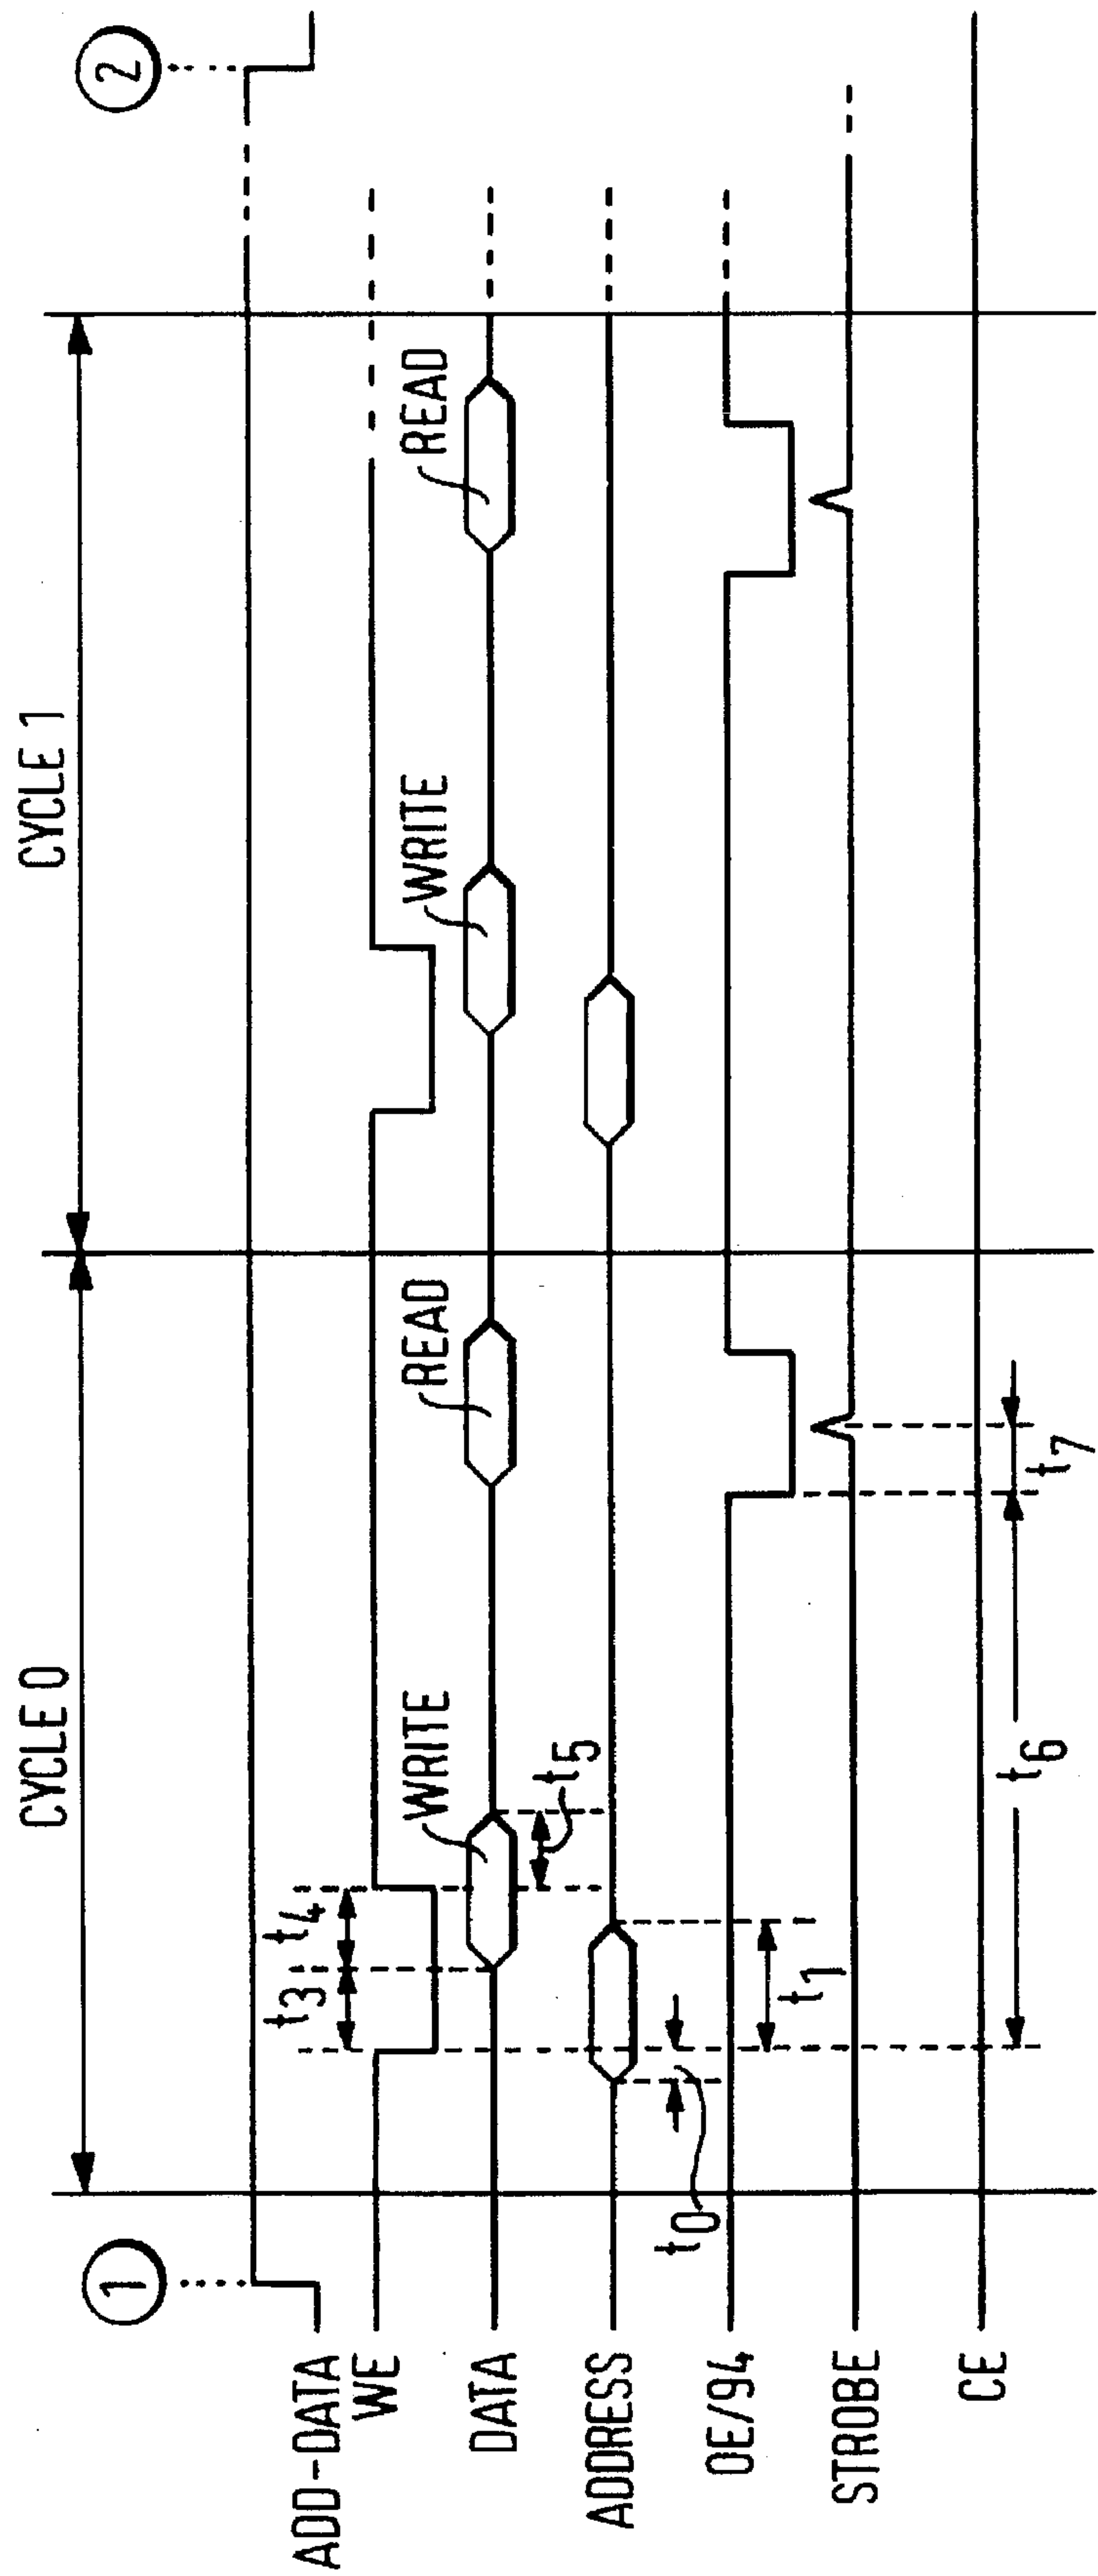 CYCLE 0
CYCLE 1
1
2
ADD-DATA
t3
t4
WE
WRITE
READ
WRITE
READ
DATA
t5
ADDRESS
t0
t1
OE/94
STROBE
t6
t7
CE